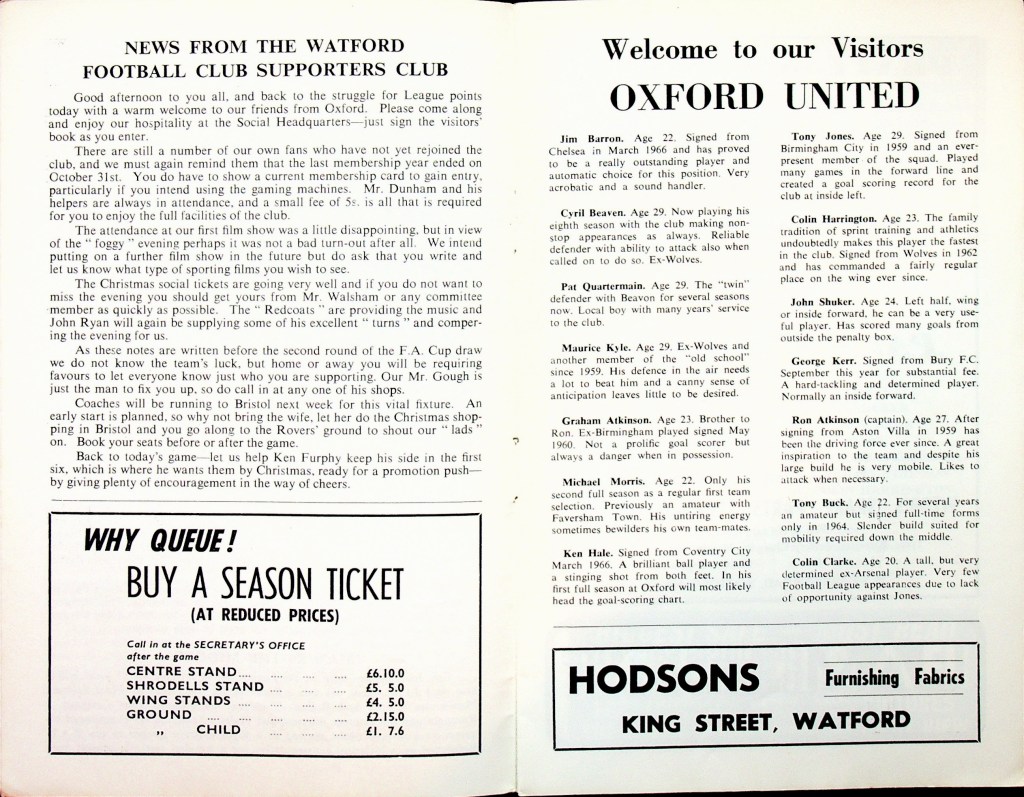 NEWS FROM THE WATFORD
FOOTBALL CLUB SUPPORTERS CLUB
Good afternoon to you all, and back to the struggle for League points
today with a warm welcome to our friends from Oxford. Please come along
and enjoy our hospitality at the Social Headquarters—just sign the visitors'
book as you enter.
There are still a number of our own fans who have not yet rejoined the
club, and we must again remind them that the last membership year ended on
October 31st. You do have to show a current membership card to gain entry,
particularly if you intend using the gaming machines. Mr. Dunham and his
helpers are always in attendance, and a small fee of 5s. is all that is required
for you to enjoy the full facilities of the club.
The attendance at our first film show was a little disappointing, but in view
of the " foggy " evening perhaps it was not a bad turn-out after all. We intend
putting on a further film show in the future but do ask that you write and
let us know what type of sporting films you wish to see.
The Christmas social tickets are going very well and if you do not want to
miss the evening you should get yours from Mr. Walsham or any committee
member as quickly as possible. The " Redcoats " are providing the music and
John Ryan will again be supplying some of his excellent " turns " and comper-
ing the evening for us.
As these notes are written before the second round of the F.A. Cup draw
we do not know the team's luck, but home or away you will be requiring
favours to let everyone know just who you are supporting. Our Mr. Gough is
just the man to fix you up, so do call in at any one of his shops.
Coaches will be running to Bristol next week for this vital fixture. An
early start is planned, so why not bring the wife, let her do the Christmas shop-
ping in Bristol and you go along to the Rovers' ground to shout our " lads "
on. Book your seats before or after the game.
Back to today's game—let us help Ken Furphy keep his side in the first
six, which is where he wants them by Christmas, ready for a promotion push—
by giving plenty of encouragement in the way of cheers.
WHY QUEUE!
BUY A SEASON TICKET
(AT REDUCED PRICES)
Call in at the SECRETARY'S OFFICE
after the game
CENTRE STAND.... .... .... .... £6.10.0
SHRODELLS STAND .... .... .... £5. 5.0
WING STANDS .... .... .... .... £4. 5.0
GROUND .... .... .... .... £2.15.0
,, CHILD .... .... .... £1. 7.6
Welcome to our Visitors
OXFORD UNITED
Jim Barron. Age 22. Signed from
Chelsea in March 1966 and has proved
to be a really outstanding player and
automatic choice for this position. Very
acrobatic and a sound handler.
Cyril Beaven. Age 29. Now playing his
eighth season with the club making non-
stop appearances as always. Reliable
defender with ability to attack also when
called on to do so. Ex-Wolves.
Pat Quartermain. Age 29. The "twin"
defender with Beavon for several seasons
now. Local boy with many years' service
to the club.
Maurice Kyle. Age 29. Ex-Wolves and
another member of the "old school"
since 1959. His defence in the air needs
a lot to beat him and a canny sense of
anticipation leaves little to be desired.
Graham Atkinson. Age 23. Brother to
Ron. Ex-Birmingham played signed May
1960. Not a prolific goal scorer but
always a danger when in possession.
Michael Morris. Age 22. Only his
second full season as a regular first team
selection. Previously an amateur with
Faversham Town. His untiring energy
sometimes bewilders his own team-mates.
Ken Hale. Signed from Coventry City
March 1966. A brilliant ball player and
a stinging shot from both feet. In his
first full season at Oxford will most likely
head the goal-scoring chart.
Tony Jones. Age 29. Signed from
Birmingham City in 1959 and an ever-
present member of the squad. Played
many games in the forward line and
created a goal scoring record for the
club at inside left.
Colin Harrington. Age 23. The family
tradition of sprint training and athletics
undoubtedly makes this player the fastest
in the club. Signed from Wolves in 1962
and has commanded a fairly regular
place on the wing ever since.
John Shuker. Age 24. Left half, wing
or inside forward, he can be a very use-
ful player. Has scored many goals from
outside the penalty box.
George Kerr. Signed from Bury F.C.
September this year for substantial fee.
A hard-tackling and determined player.
Normally an inside forward.
Ron Atkinson (captain). Age 27. After
signing from Aston Villa in 1959 has
been the driving force ever since. A great
inspiration to the team and despite his
large build he is very mobile. Likes to
attack when necessary.
Tony Buck. Age 22. For several years
an amateur but signed full-time forms
only in 1964. Slender build suited for
mobility required down the middle.
Colin Clarke. Age 20. A tall, but very
determined ex-Arsenal player. Very few
Football League appearances due to lack
of opportunity against Jones.
HODSONS Furnishing Fabrics
KING STREET, WATFORD